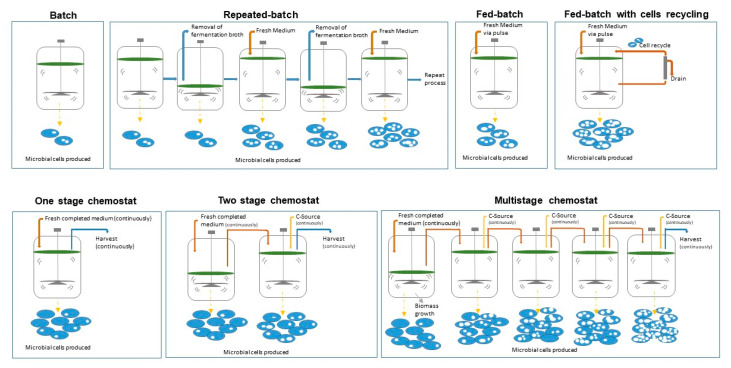 Batch
Microbial cells produced
Repeated-batch
Removal of
fermentation broth
Fresh Medium
Removal of
fermentation broth
Fresh Medium
Repeat
process
Microbial cells produced
Fed-batch
Fresh Medium
via pulse
Microbial cells produced
Fed-batch with cells recycling
Fresh Medium
via pulse
Cell recycle
Drain
Microbial cells produced
One stage chemostat
Fresh completed medium (continuously)
Harvest
(continuously)
Microbial cells produced
Two stage chemostat
Fresh completed
medium (continuously)
C-Source
(continuously)
Harvest
(continuously)
Microbial cells produced
Multistage chemostat
Fresh completed
medium (continuously)
C-Source
(continuously)
C-Source
(continuously)
C-Source
(continuously)
C-Source
(continuously)
Harvest
(continuously)
Biomass
growth
Microbial cells produced